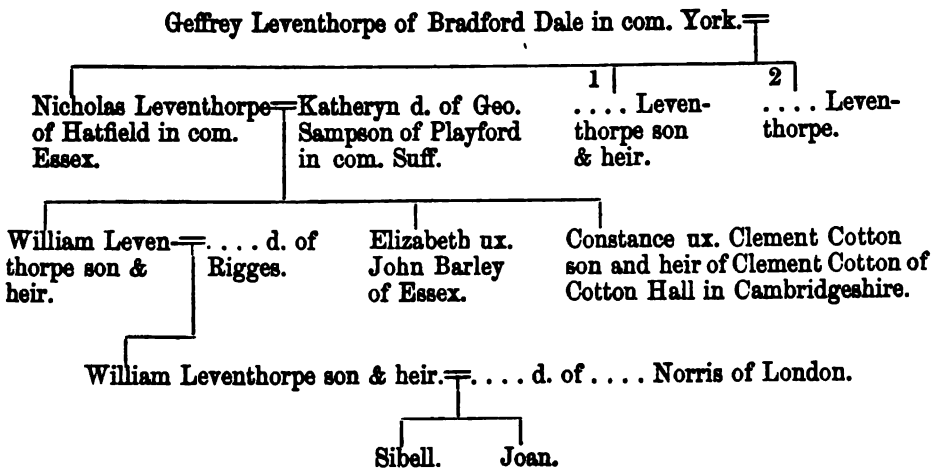 Geffrey Leventhorpe of Bradford Dale in com. York.
1
2
Nicholas Leventhorpe
of Hatfield in com.
Essex.
Katheryn d. of Geo.
Sampson of Playford
in com. Suff.
.... Leven-
thorpe son
& heir.
.... Leven-
thorpe.
William Leven-
thorpe son &
heir.
.... d. of
Rigges.
Elizabeth ux.
John Barley
of Essex.
Constance ux. Clement Cotton
son and heir of Clement Cotton of
Cotton Hall in Cambridgeshire.
William Leventhorpe son & heir. .... d. of .... Norris of London.
Sibell. Joan.